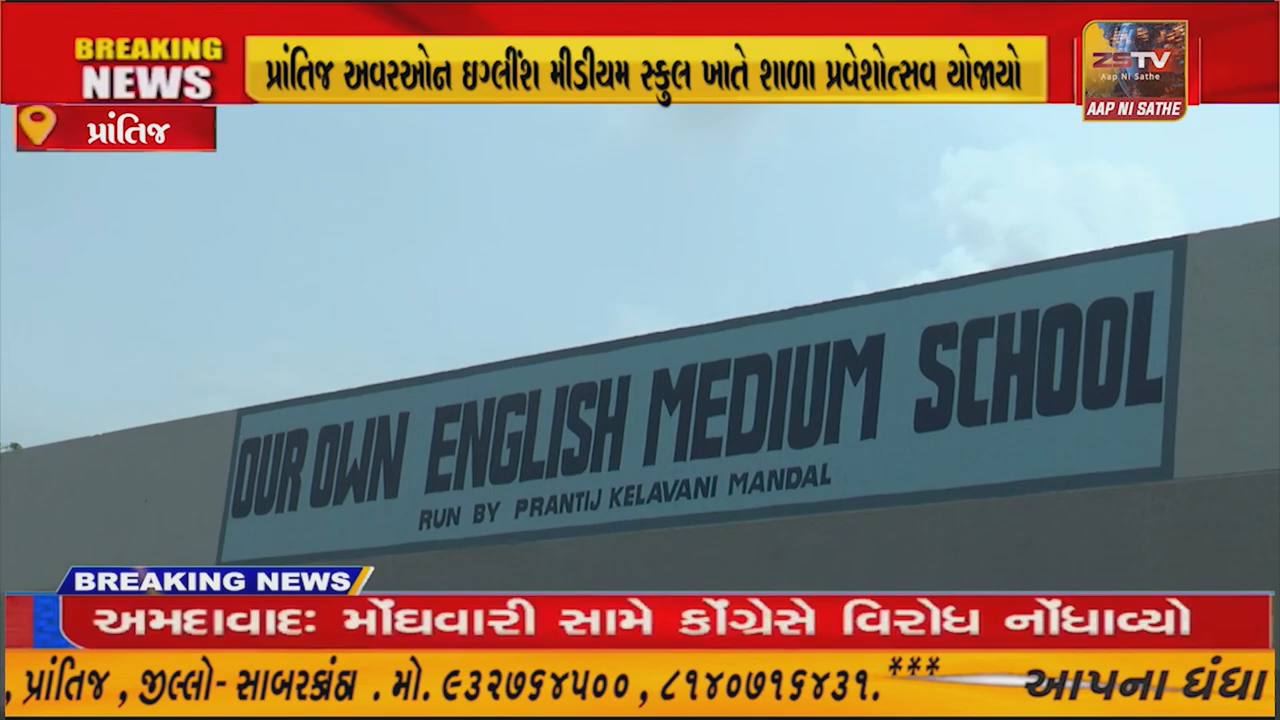 BREAKING
NEWS
પ્રાંતિજ અવરઓન ઇગ્લીંશ મીડીયમ સ્કુલ ખાતે શાળા પ્રવેશોત્સવ યોજાયો
ZSTV
Aap Ni Sathe
AAP NI SATHE
પ્રાંતિજ
OUR OWN ENGLISH MEDIUM SCHOOL
RUN BY PRANTIJ KELAVANI MANDAL
BREAKING NEWS
અમદાવાદઃ મોંઘવારી સામે કોંગ્રેસે વિરોધ નોંધાવ્યો
, પ્રાંતિજ , જીલ્લો- સાબરકાંઠા . મો. ૯૩૨૭૬૪૫૦૦ , ૮૧૪૦૭૧૬૪૩૧.*** આપના ધંધા